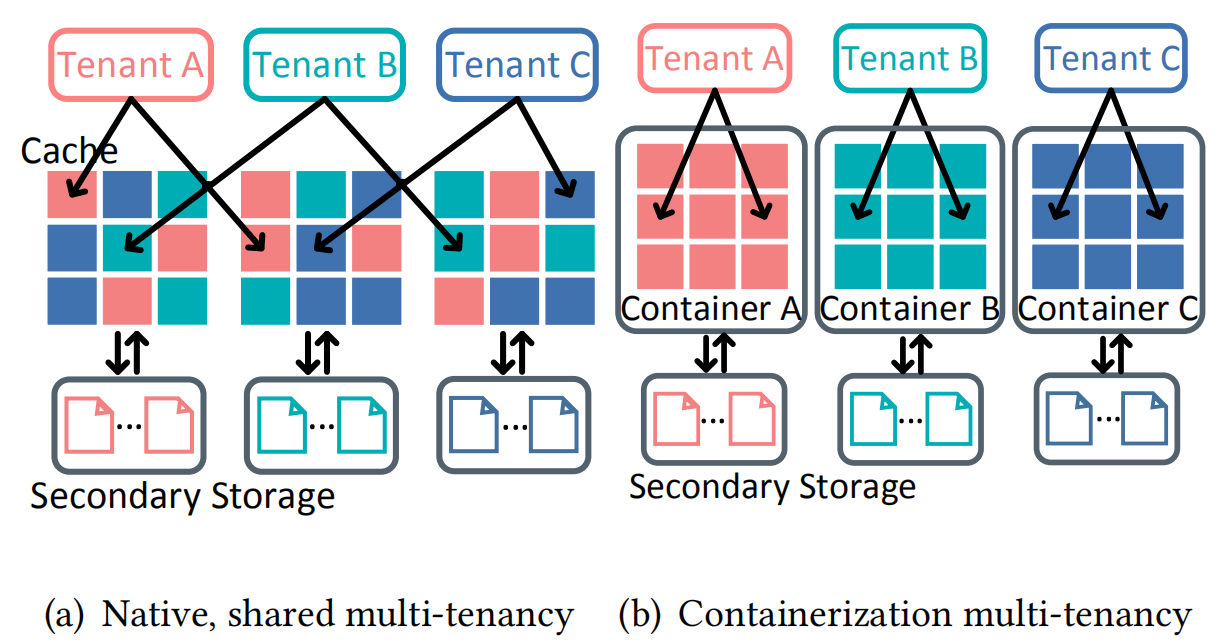 Tenant A
Tenant B
Tenant C
Cache
...
...
...
Secondary Storage
(a) Native, shared multi-tenancy
Tenant A
Tenant B
Tenant C
Container A
Container B
Container C
...
...
...
Secondary Storage
(b) Containerization multi-tenancy